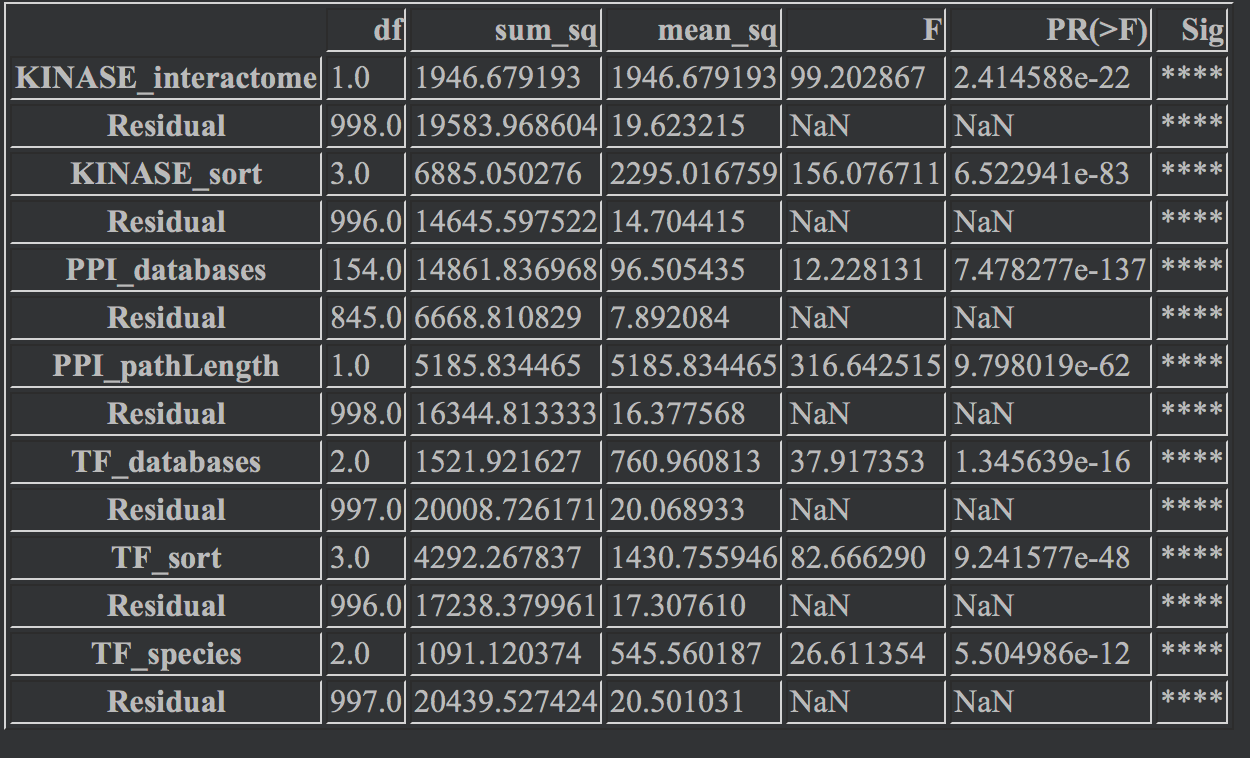 df sum_sq mean_sq F PR(>F) Sig
KINASE_interactome 1.0 1946.679193 1946.679193 99.202867 2.414588e-22 ****
Residual 998.0 19583.968604 19.623215 NaN NaN ****
KINASE_sort 3.0 6885.050276 2295.016759 156.076711 6.522941e-83 ****
Residual 996.0 14645.597522 14.704415 NaN NaN ****
PPI_databases 154.0 14861.836968 96.505435 12.228131 7.478277e-137 ****
Residual 845.0 6668.810829 7.892084 NaN NaN ****
PPI_pathLength 1.0 5185.834465 5185.834465 316.642515 9.798019e-62 ****
Residual 998.0 16344.813333 16.377568 NaN NaN ****
TF_databases 2.0 1521.921627 760.960813 37.917353 1.345639e-16 ****
Residual 997.0 20008.726171 20.068933 NaN NaN ****
TF_sort 3.0 4292.267837 1430.755946 82.666290 9.241577e-48 ****
Residual 996.0 17238.379961 17.307610 NaN NaN ****
TF_species 2.0 1091.120374 545.560187 26.611354 5.504986e-12 ****
Residual 997.0 20439.527424 20.501031 NaN NaN ****